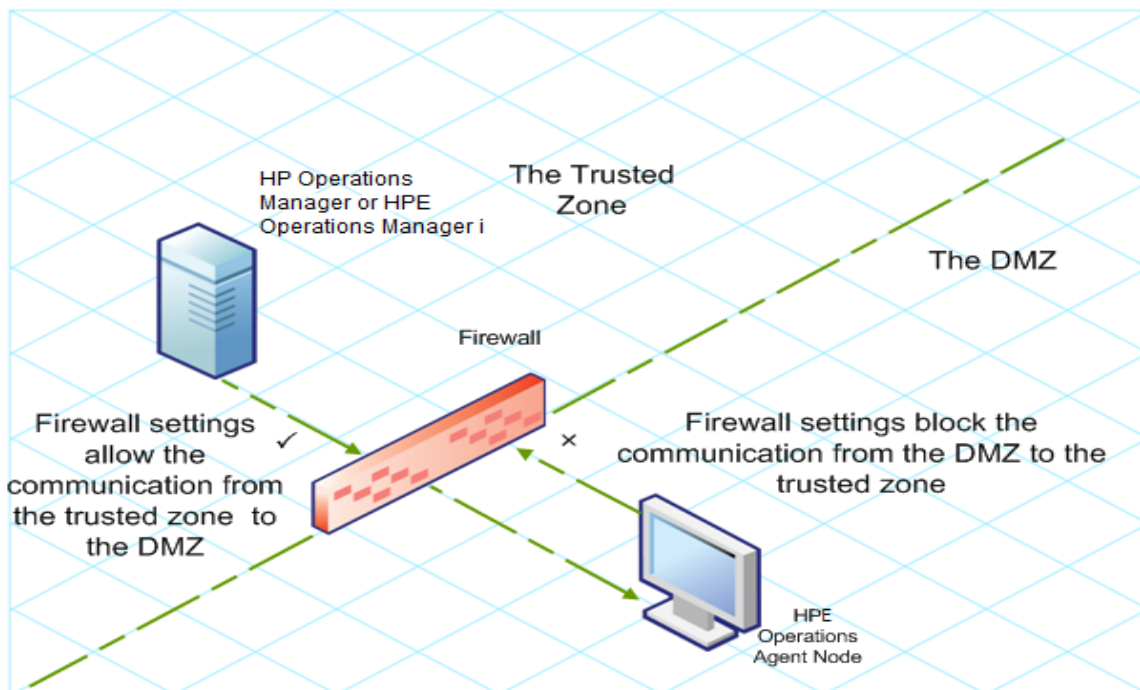 HP Operations
Manager or HPE
Operations Manager i
The Trusted
Zone
The DMZ
Firewall
Firewall settings
allow the
communication from
the trusted zone to
the DMZ
✓
×
Firewall settings block the
communication from the DMZ to the
trusted zone
HPE
Operations
Agent Node